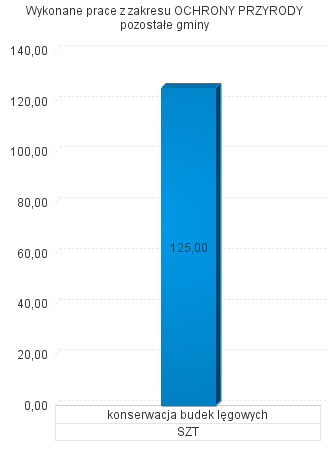 Wykonane prace z zakresu OCHRONY PRZYRODY
pozostałe gminy
140,00
120,00
100,00
80,00
60,00
40,00
20,00
0,00
125,00
konserwacja budek lęgowych
SZT